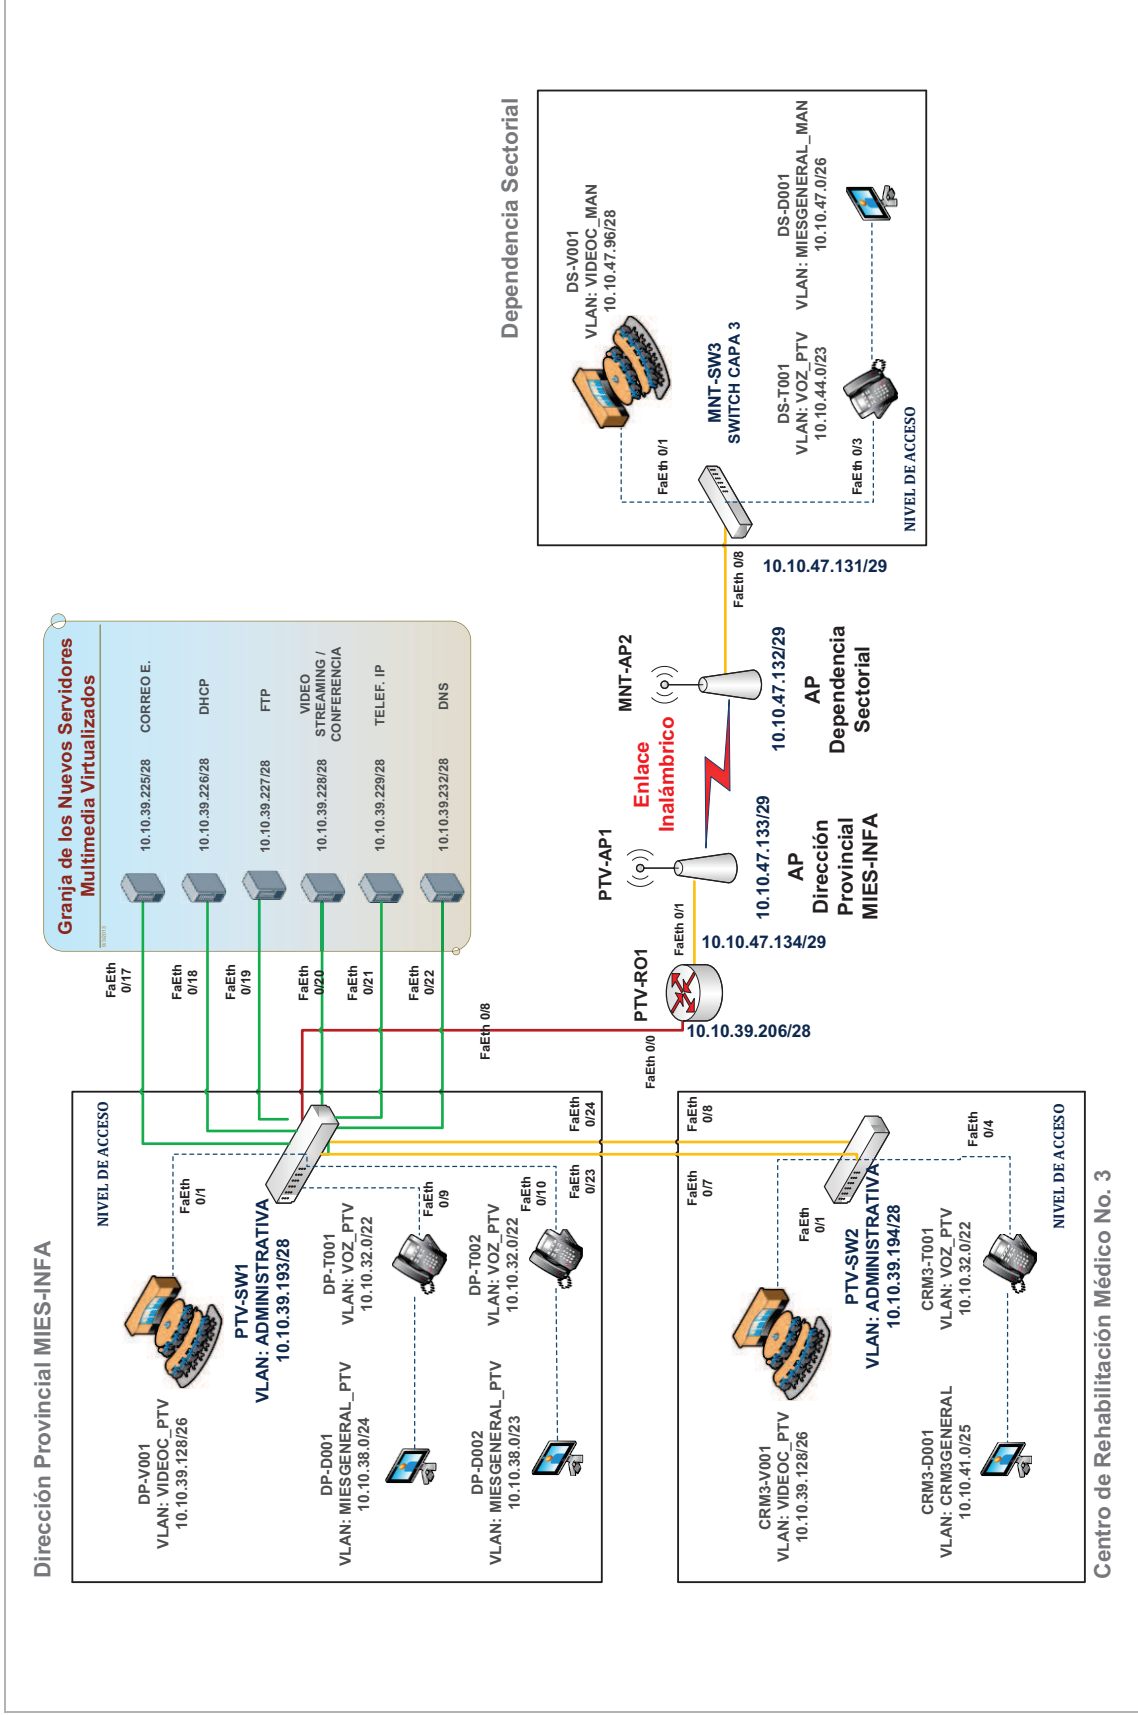 Dirección Provincial MIES-INFA
NIVEL DE ACCESO
DP-V001
VLAN: VIDEOC_PTV
10.10.39.128/26
FaEth
0/1
PTV-SW1
VLAN: ADMINISTRATIVA
10.10.39.193/28
DP-D001
VLAN: MIESGENERAL_PTV
10.10.38.0/24
DP-T001
VLAN: VOZ_PTV
10.10.32.0/22
FaEth
0/9
DP-D002
VLAN: MIESGENERAL_PTV
10.10.38.0/23
DP-T002
VLAN: VOZ_PTV
10.10.32.0/22
FaEth
0/10
FaEth
0/23
FaEth
0/24
Granja de los Nuevos Servidores
Multimedia Virtualizados
FaEth
0/17
10.10.39.225/28
CORREO E.
FaEth
0/18
10.10.39.226/28
DHCP
FaEth
0/19
10.10.39.227/28
FTP
FaEth
0/20
10.10.39.228/28
VIDEO
STREAMING /
CONFERENCIA
FaEth
0/21
10.10.39.229/28
TELEF. IP
FaEth
0/22
10.10.39.232/28
DNS
FaEth 0/8
FaEth 0/0
PTV-RO1
10.10.39.206/28
FaEth 0/1
10.10.47.134/29
PTV-AP1
10.10.47.133/29
AP
Dirección
Provincial
MIES-INFA
Enlace
Inalámbrico
MNT-AP2
10.10.47.132/29
AP
Dependencia
Sectorial
FaEth 0/8
10.10.47.131/29
Dependencia Sectorial
DS-V001
VLAN: VIDEOC_MAN
10.10.47.96/28
FaEth 0/1
MNT-SW3
SWITCH CAPA 3
DS-T001
VLAN: VOZ_PTV
10.10.44.0/23
DS-D001
VLAN: MIESGENERAL_MAN
10.10.47.0/26
FaEth 0/3
NIVEL DE ACCESO
FaEth
0/7
FaEth
0/8
CRM3-V001
VLAN: VIDEOC_PTV
10.10.39.128/26
FaEth
0/1
PTV-SW2
VLAN: ADMINISTRATIVA
10.10.39.194/28
CRM3-D001
VLAN: CRM3GENERAL
10.10.41.0/25
CRM3-T001
VLAN: VOZ_PTV
10.10.32.0/22
FaEth
0/4
NIVEL DE ACCESO
Centro de Rehabilitación Médico No. 3